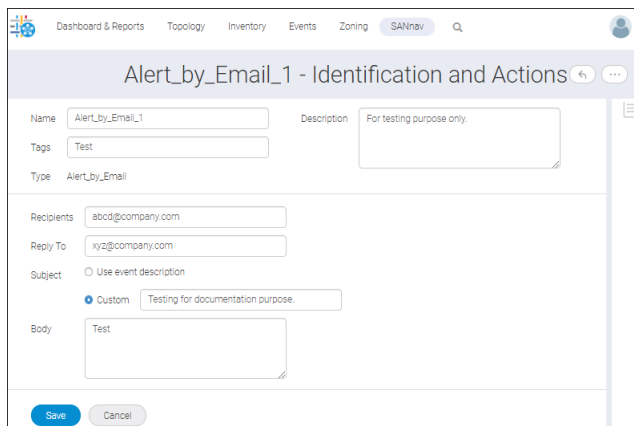 Dashboard & Reports Topology Inventory Events Zoning SANnav
Alert_by_Email_1 - Identification and Actions
Name Alert_by_Email_1 Description For testing purpose only.
Tags Test
Type Alert_by_Email
Recipients abcd@company.com
Reply To xyz@company.com
Subject Use event description
Custom Testing for documentation purpose.
Body Test
Save Cancel